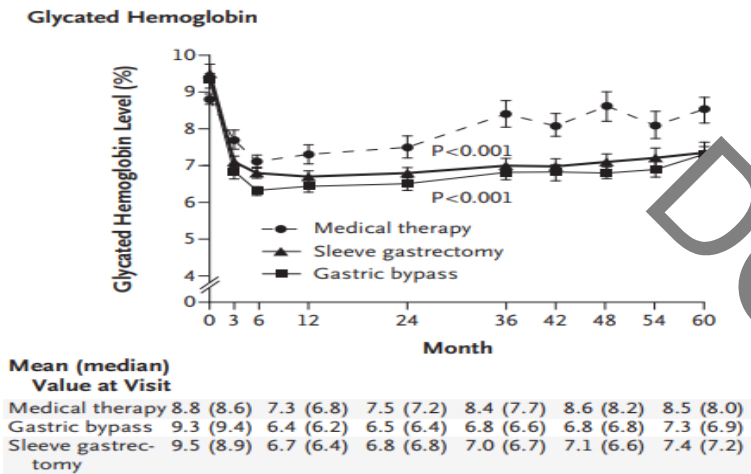 Glycated Hemoglobin
Glycated Hemoglobin Level (%)
10
9
8
7
6
5
4
0
P<0.001
P<0.001
Medical therapy
Sleeve gastrectomy
Gastric bypass
0 3 6 12 24 36 42 48 54 60
Month
Mean (median)
Value at Visit
Medical therapy 8.8 (8.6) 7.3 (6.8) 7.5 (7.2) 8.4 (7.7) 8.6 (8.2) 8.5 (8.0)
Gastric bypass 9.3 (9.4) 6.4 (6.2) 6.5 (6.4) 6.8 (6.6) 6.8 (6.8) 7.3 (6.9)
Sleeve gastrec- 9.5 (8.9) 6.7 (6.4) 6.8 (6.8) 7.0 (6.7) 7.1 (6.6) 7.4 (7.2)
tomy